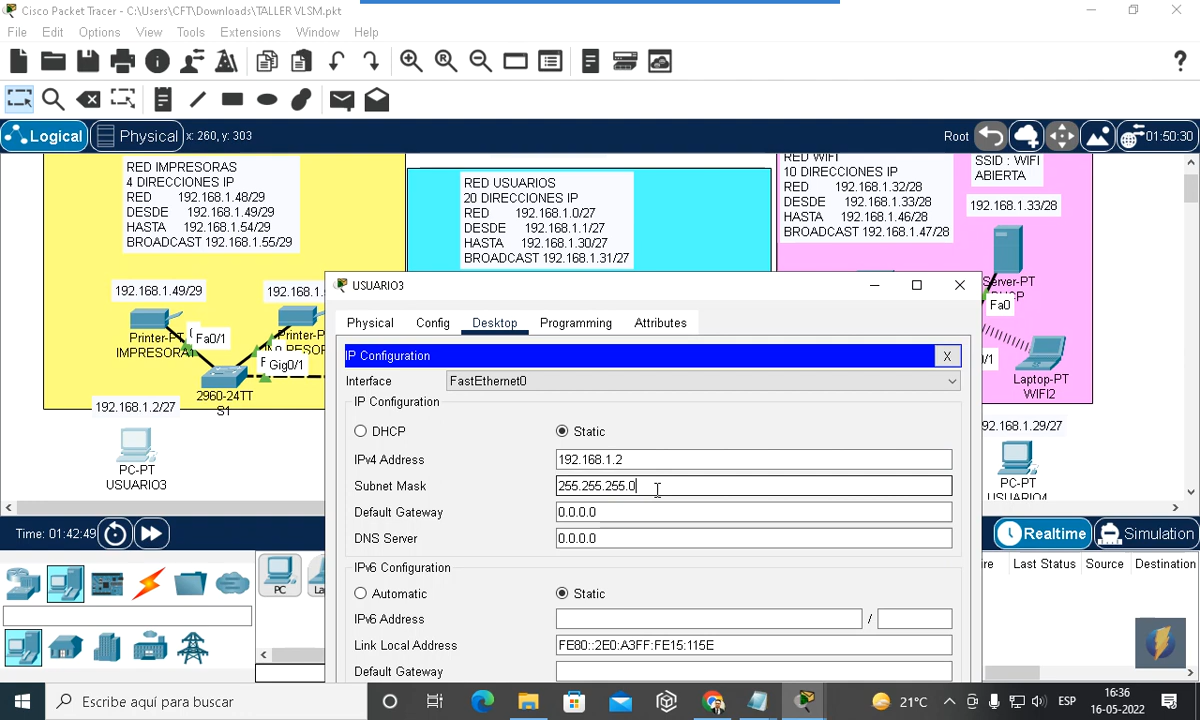 Cisco Packet Tracer - C:\Users\CFT\Downloads\TALLER VLSM.pkt
File Edit Options View Tools Extensions Window Help
Logical Physical x: 260, y: 303 Root 01:50:30
RED IMPRESORAS
4 DIRECCIONES IP
RED 192.168.1.48/29
DESDE 192.168.1.49/29
HASTA 192.168.1.54/29
BROADCAST 192.168.1.55/29
RED USUARIOS
20 DIRECCIONES IP
RED 192.168.1.0/27
DESDE 192.168.1.1/27
HASTA 192.168.1.30/27
BROADCAST 192.168.1.31/27
RED WIFI
10 DIRECCIONES IP
RED 192.168.1.32/28
DESDE 192.168.1.33/28
HASTA 192.168.1.46/28
BROADCAST 192.168.1.47/28
SSID : WIFI
ABIERTA
192.168.1.33/28
Server-PT
Fa0
/1
Laptop-PT
WIFI2
192.168.1.49/29
192.168.1.
Printer-PT
IMPRESORA1
Fa0/1
Printer-PT
Gig0/1
2960-24TT
S1
192.168.1.2/27
PC-PT
USUARIO3
92.168.1.29/27
PC-PT
USUARIO4
USUARIO3
Physical Config Desktop Programming Attributes
IP Configuration
X
Interface FastEthernet0
IP Configuration
DHCP Static
IPv4 Address 192.168.1.2
Subnet Mask 255.255.255.0
Default Gateway 0.0.0.0
DNS Server 0.0.0.0
IPv6 Configuration
Automatic Static
IPv6 Address /
Link Local Address FE80::2E0:A3FF:FE15:115E
Default Gateway
Time: 01:42:49
Realtime Simulation
PC
La
re Last Status Source Destination
Escribe aquí para buscar
21°C
ESP
16:36
16-05-2022